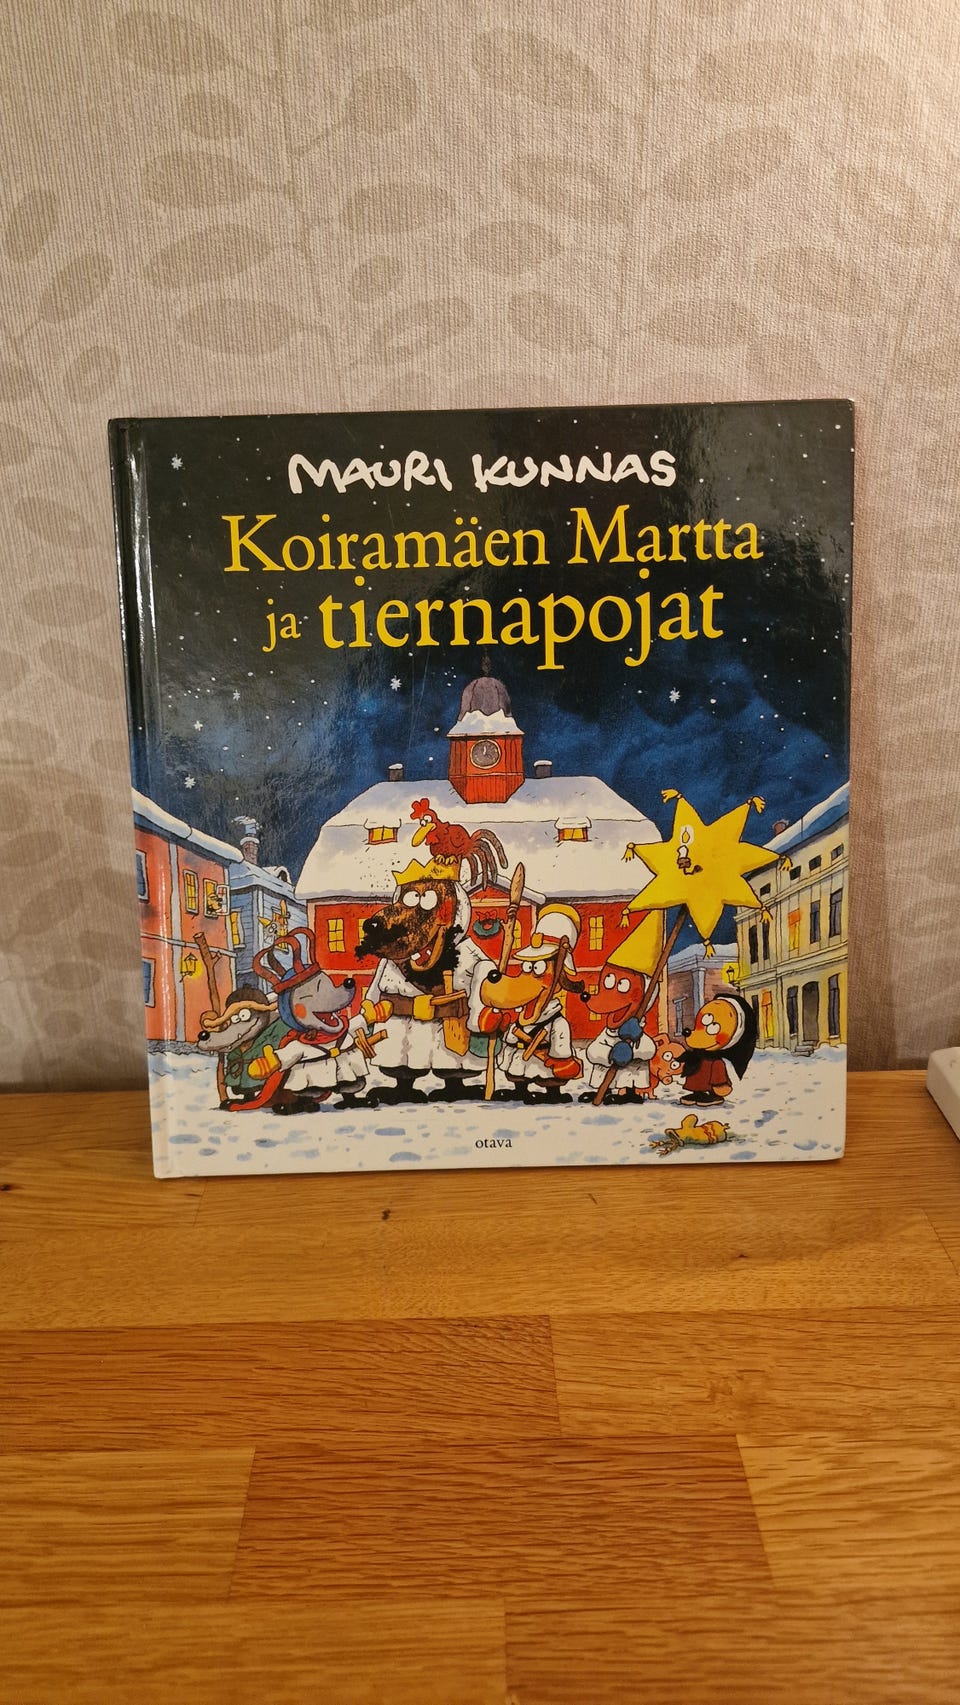 MAURI KUNNAS
Koiramäen Martta
ja tiernapojat
otava